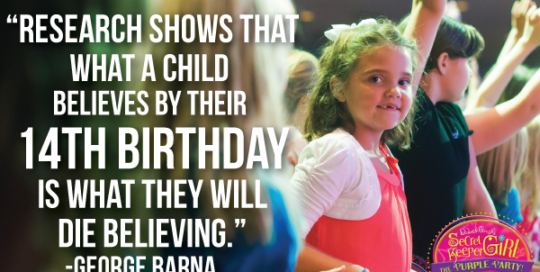 “RESEARCH SHOWS THAT
WHAT A CHILD
BELIEVES BY THEIR
14TH BIRTHDAY
IS WHAT THEY WILL
DIE BELIEVING.”
-GEORGE BARNA
Secret
Keeper GiRL
PURPLE PARTY!